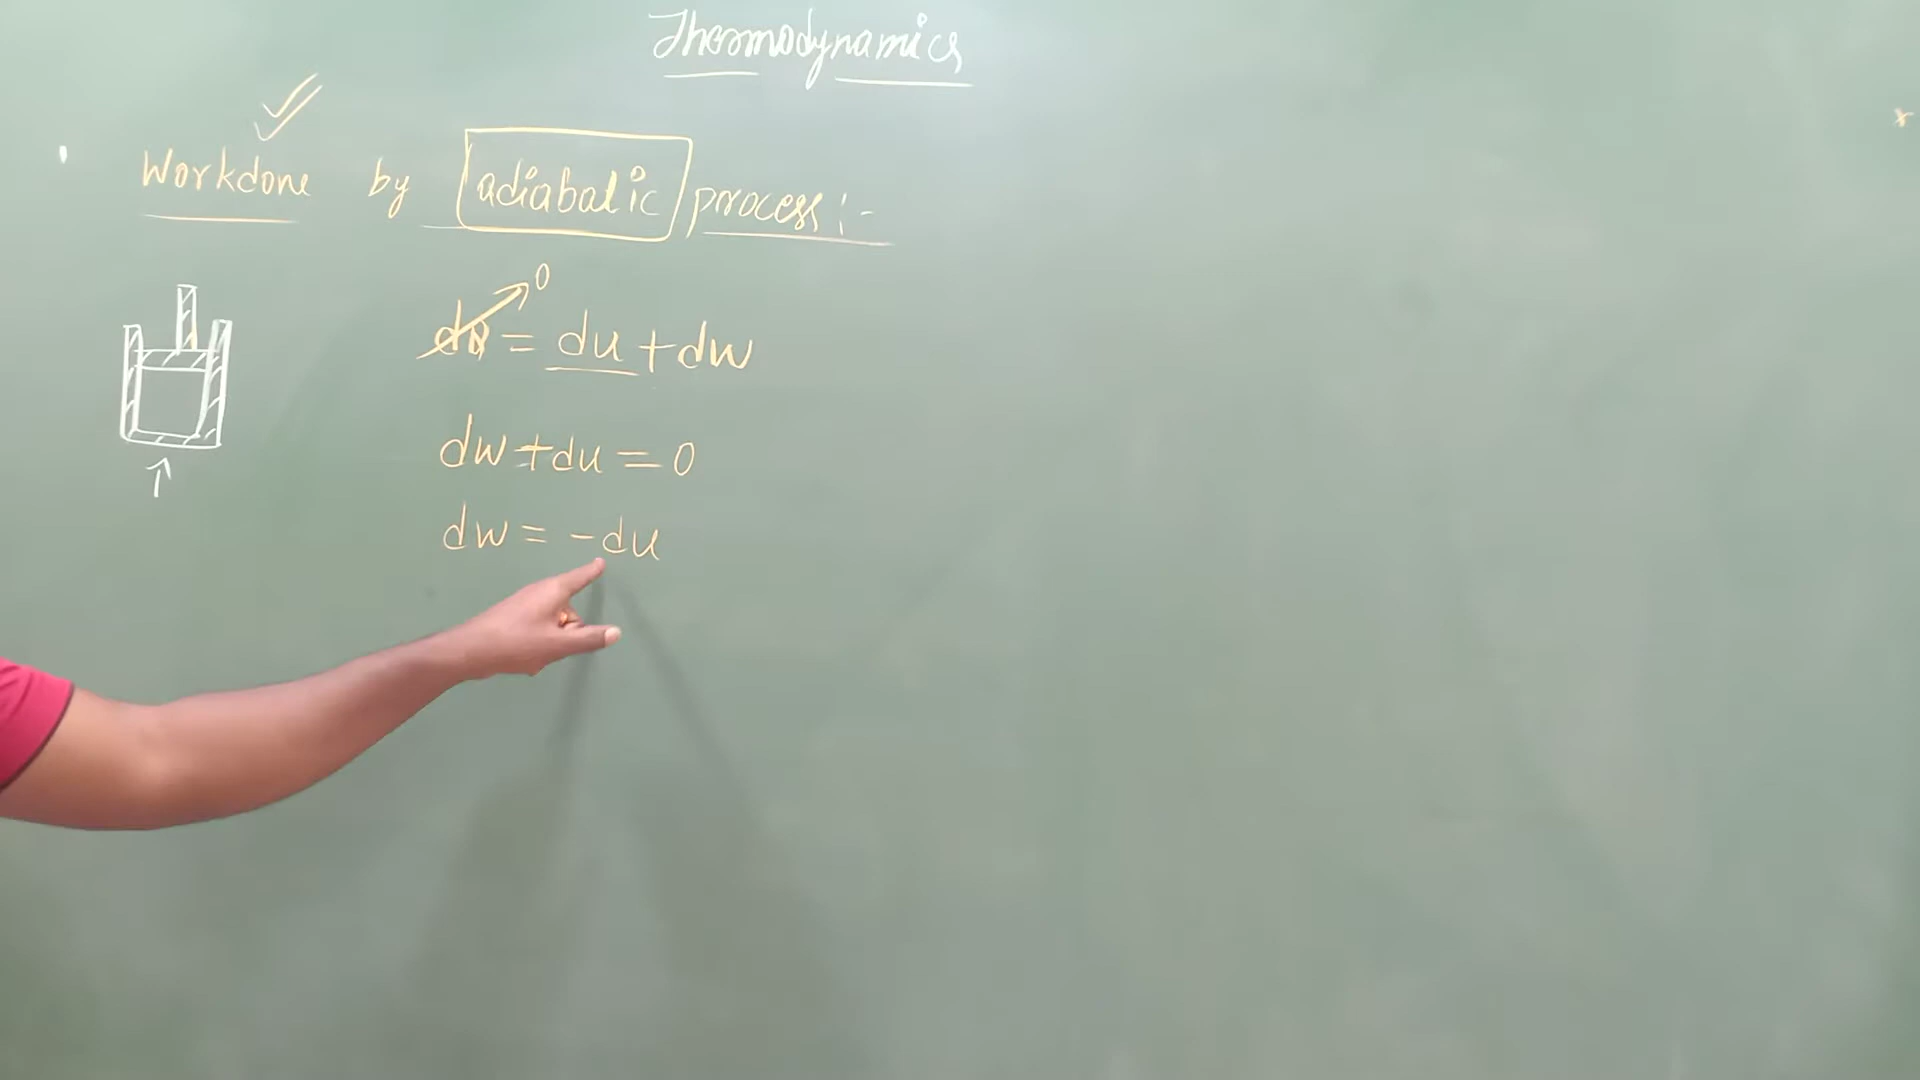 Thermodynamics
Workdone by adiabatic process :-
dQ = du + dw
0
dw + du = 0
dw = -du